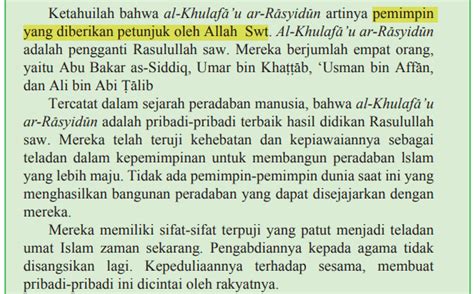 Ketahuilah bahwa al-Khulafā'u ar-Rāsyidūn artinya pemimpin
yang diberikan petunjuk oleh Allah Swt. Al-Khulafā'u ar-Rāsyidūn
adalah pengganti Rasulullah saw. Mereka berjumlah empat orang,
yaitu Abu Bakar as-Siddiq, Umar bin Khaṭṭāb, ‘Usman bin Affān,
dan Ali bin Abi Ṭālib
Tercatat dalam sejarah peradaban manusia, bahwa al-Khulafā'u
ar-Rāsyidūn adalah pribadi-pribadi terbaik hasil didikan Rasulullah
saw. Mereka telah teruji kehebatan dan kepiawaiannya sebagai
teladan dalam kepemimpinan untuk membangun peradaban Islam
yang lebih maju. Tidak ada pemimpin-pemimpin dunia saat ini yang
menghasilkan bangunan peradaban yang dapat disejajarkan dengan
mereka.
Mereka memiliki sifat-sifat terpuji yang patut menjadi teladan
umat Islam zaman sekarang. Pengabdiannya kepada agama tidak
disangsikan lagi. Kepeduliaannya terhadap sesama, membuat
pribadi-pribadi ini dicintai oleh rakyatnya.